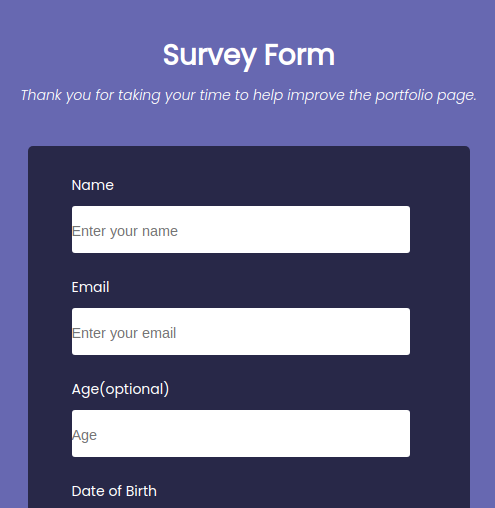 Survey Form
Thank you for taking your time to help improve the portfolio page.
Name
Enter your name
Email
Enter your email
Age(optional)
Age
Date of Birth